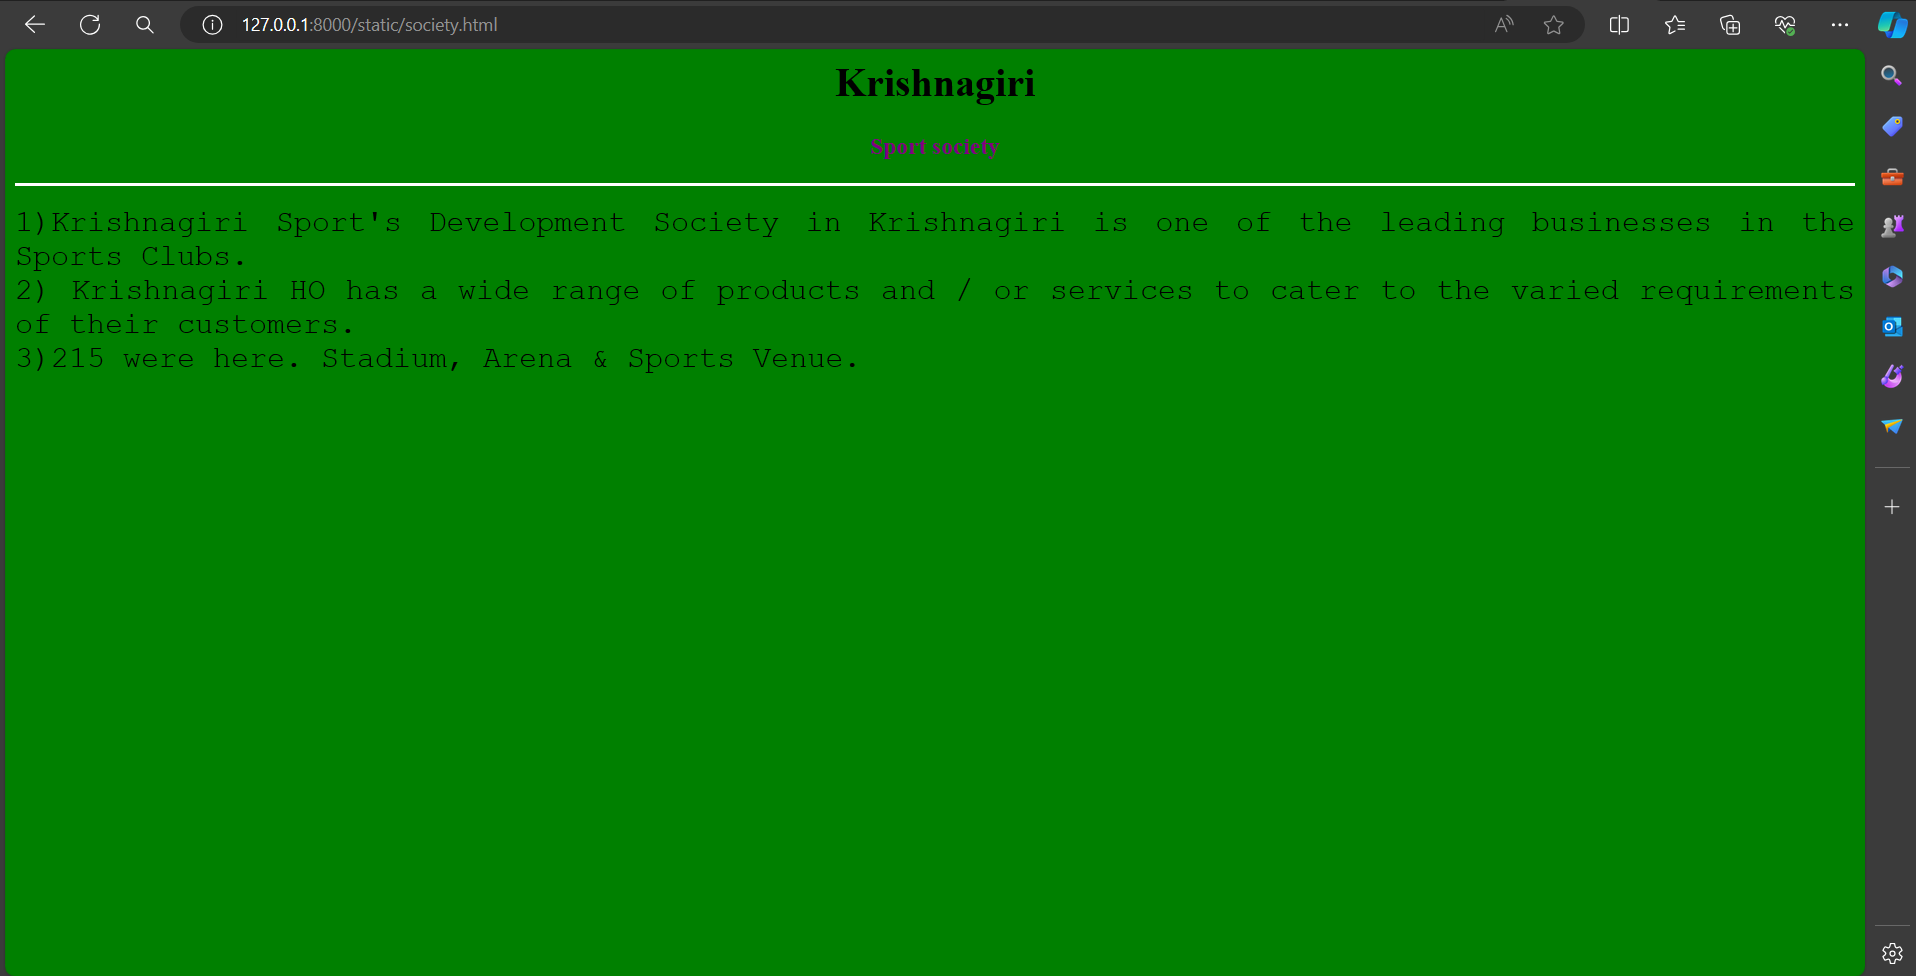 127.0.0.1:8000/static/society.html
Krishnagiri
Sport society
1)Krishnagiri Sport's Development Society in Krishnagiri is one of the leading businesses in the
Sports Clubs.
2) Krishnagiri HO has a wide range of products and / or services to cater to the varied requirements
of their customers.
3)215 were here. Stadium, Arena & Sports Venue.